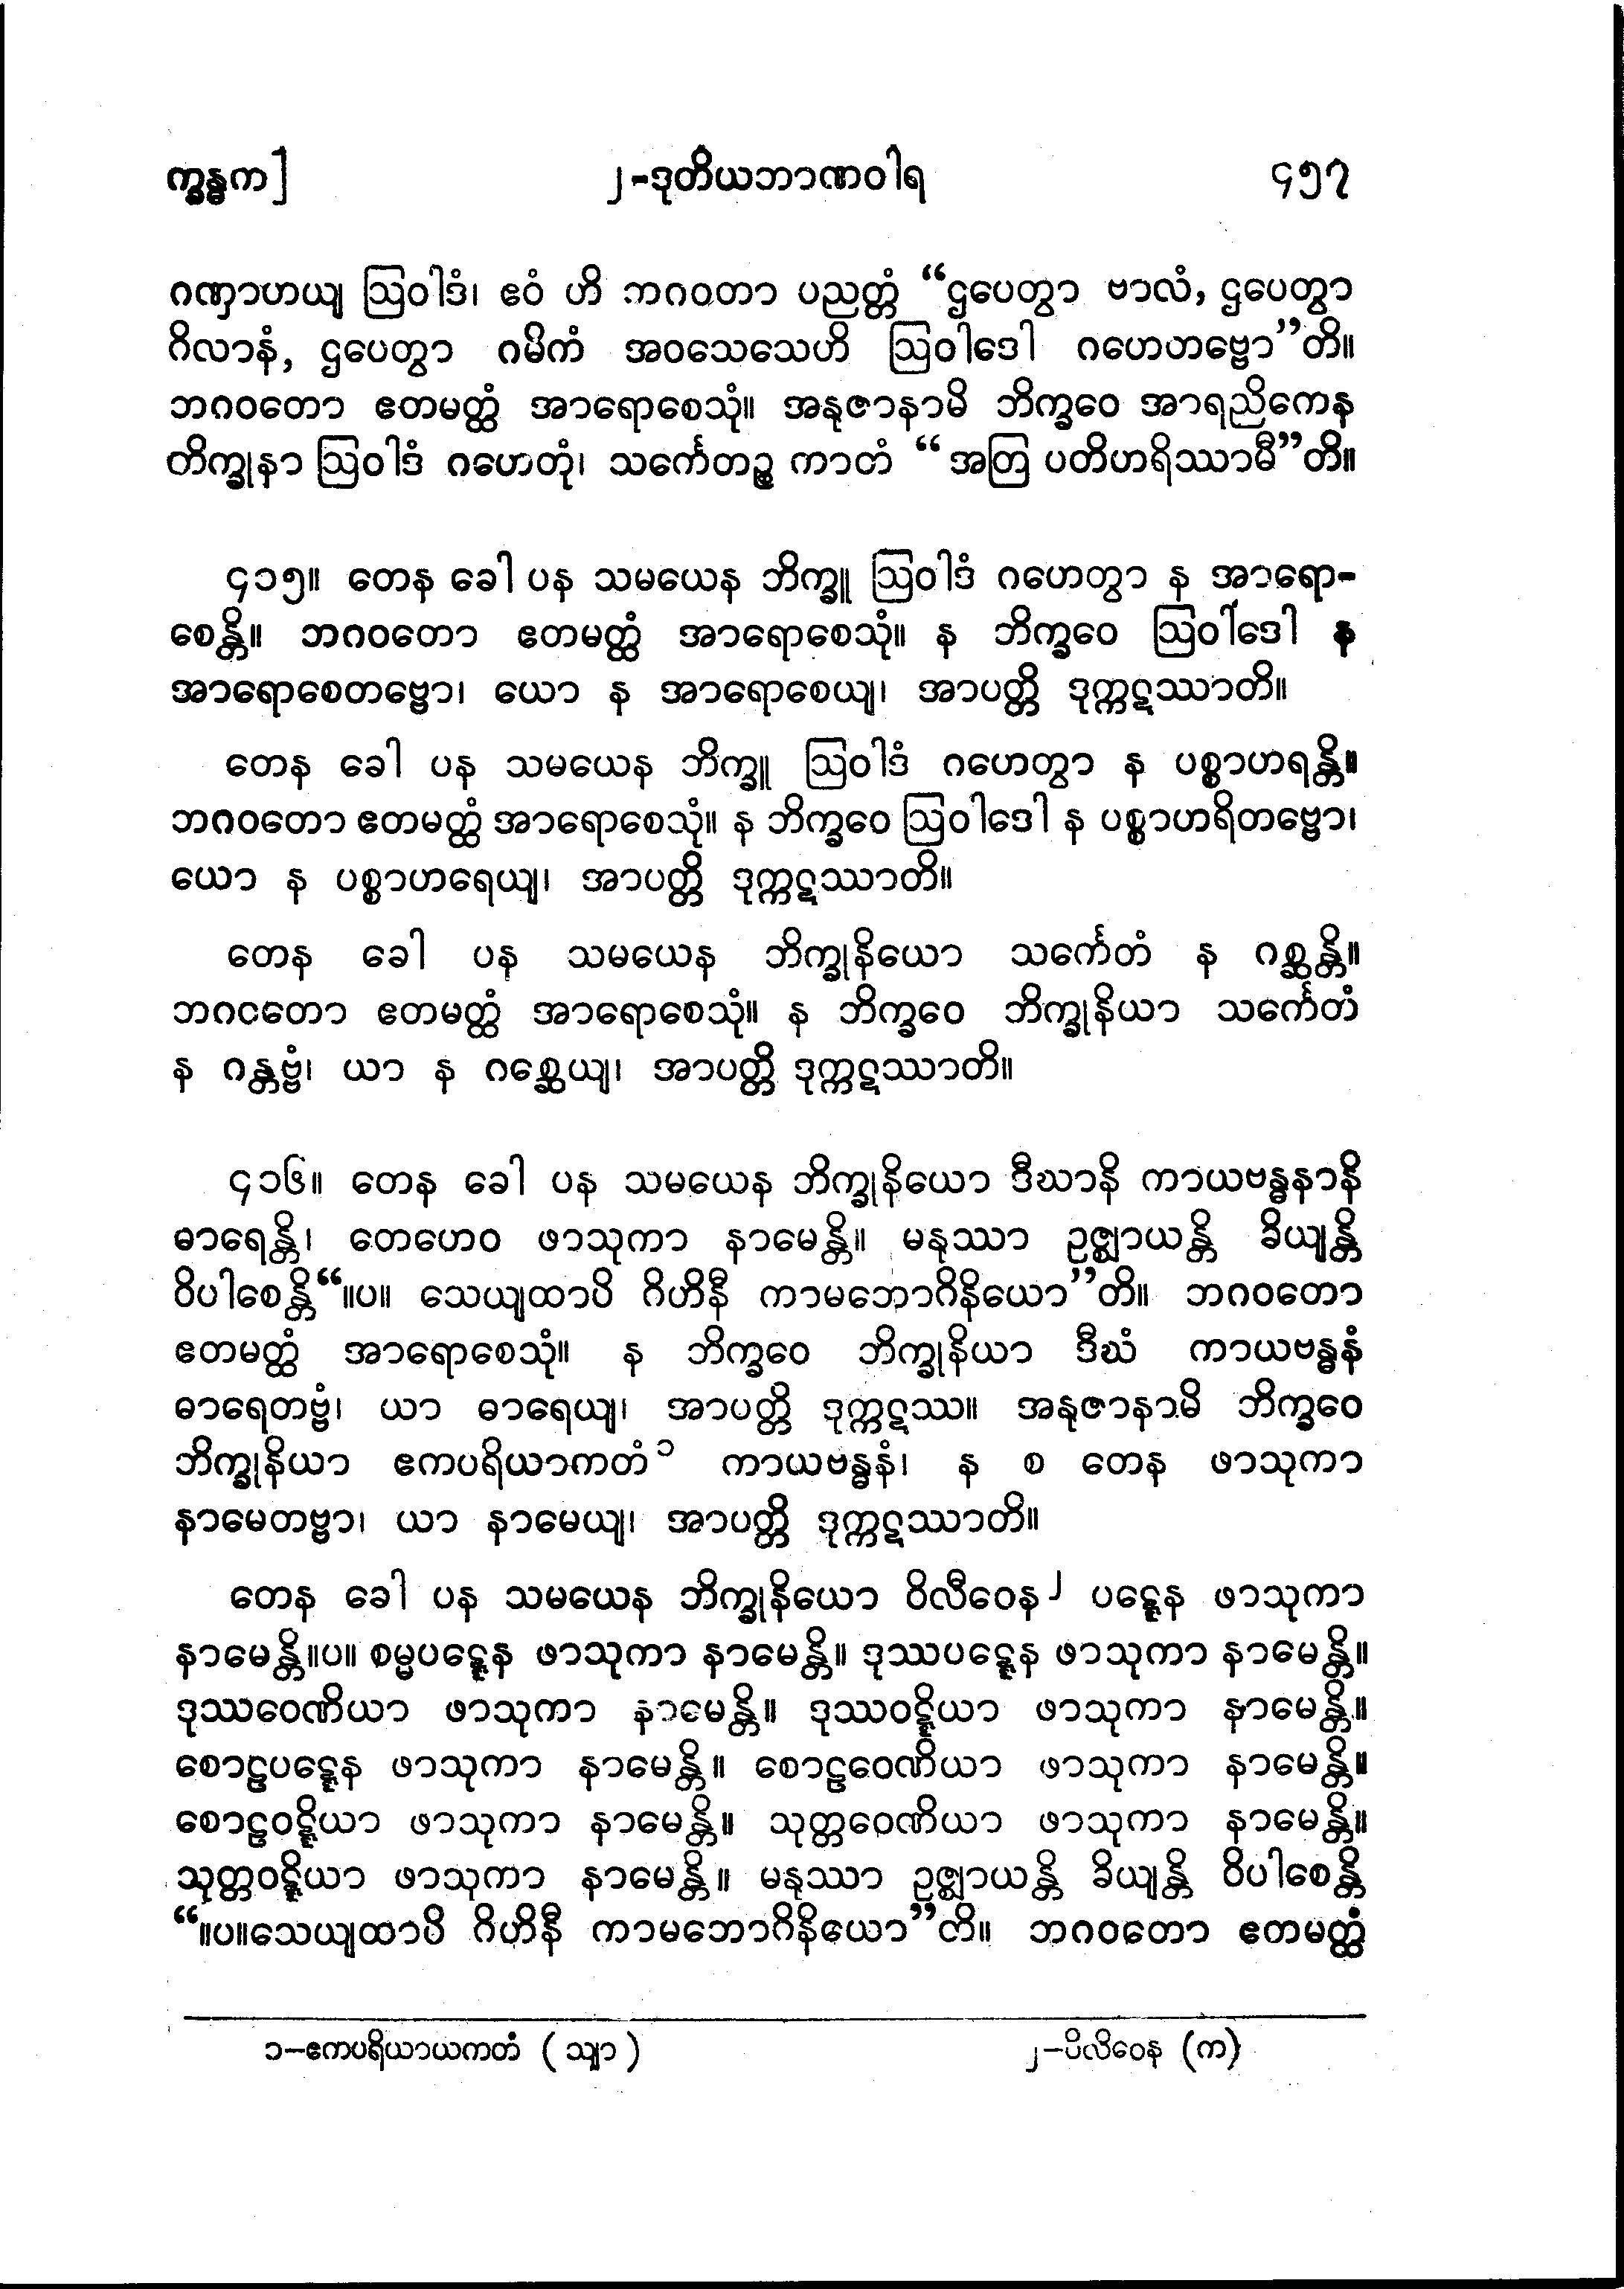 က္ခန္ဓက] ၂-ဒုတိယဘာဏဝါရ ၄၅၇
ဂဏှာဟယျ ဩဝါဒံ၊ ဧဝံ ဟိ ဘဂဝတာ ပညတ္တံ “ဌပေတွာ ဗာလံ, ဌပေတွာ
ဂိလာနံ, ဌပေတွာ ဂမိကံ အဝသေသေဟိ ဩဝါဒေါ ဂဟေတဗ္ဗော”တိ။
ဘဂဝတော ဧတမတ္ထံ အာရောစေသုံ။ အနုဇာနာမိ ဘိက္ခဝေ အာရညိကေန
ဘိက္ခုနာ ဩဝါဒံ ဂဟေတုံ၊ သင်္ကေတဉ္စ ကာတံ “အတြ ပတိဟရိဿာမီ”တိ။
၄၁၅။ တေန ခေါ ပန သမယေန ဘိက္ခူ ဩဝါဒံ ဂဟေတွာ န အာရော-
စေန္တိ။ ဘဂဝတော ဧတမတ္ထံ အာရောစေသုံ။ န ဘိက္ခဝေ ဩဝါဒေါ န
အာရောစေတဗ္ဗော၊ ယော န အာရောစေယျ၊ အာပတ္တိ ဒုက္ကဋဿာတိ။
တေန ခေါ ပန သမယေန ဘိက္ခူ ဩဝါဒံ ဂဟေတွာ န ပစ္စာဟရန္တိ။
ဘဂဝတော ဧတမတ္ထံ အာရောစေသုံ။ န ဘိက္ခဝေ ဩဝါဒေါ န ပစ္စာဟရိတဗ္ဗော၊
ယော န ပစ္စာဟရေယျ၊ အာပတ္တိ ဒုက္ကဋဿာတိ။
တေန ခေါ ပန သမယေန ဘိက္ခုနိယော သင်္ကေတံ န ဂစ္ဆန္တိ။
ဘဂဝတော ဧတမတ္ထံ အာရောစေသုံ။ န ဘိက္ခဝေ ဘိက္ခုနိယာ သင်္ကေတံ
န ဂန္တဗ္ဗံ၊ ယာ န ဂစ္ဆေယျ၊ အာပတ္တိ ဒုက္ကဋဿာတိ။
၄၁၆။ တေန ခေါ ပန သမယေန ဘိက္ခုနိယော ဒီဃာနိ ကာယဗန္ဓနာနိ
ဓာရေန္တိ၊ တေဟေဝ ဖာသုကာ နာမေန္တိ။ မနုဿာ ဥဇ္ဈာယန္တိ ခိယျန္တိ
ဝိပါစေန္တိ“။ပ။ သေယျထာပိ ဂိဟိနီ ကာမဘောဂိနိယော”တိ။ ဘဂဝတော
ဧတမတ္ထံ အာရောစေသုံ။ န ဘိက္ခဝေ ဘိက္ခုနိယာ ဒီဃံ ကာယဗန္ဓနံ
ဓာရေတဗ္ဗံ၊ ယာ ဓာရေယျ၊ အာပတ္တိ ဒုက္ကဋဿ။ အနုဇာနာမိ ဘိက္ခဝေ
ဘိက္ခုနိယာ ဧကပရိယာကတံ၁ ကာယဗန္ဓနံ၊ န စ တေန ဖာသုကာ
နာမေတဗ္ဗာ၊ ယာ နာမေယျ၊ အာပတ္တိ ဒုက္ကဋဿာတိ။
တေန ခေါ ပန သမယေန ဘိက္ခုနိယော ဝိလီဝေန၂ ပဋ္ဋေန ဖာသုကာ
နာမေန္တိ။ပ။ စမ္မပဋ္ဋေန ဖာသုကာ နာမေန္တိ။ ဒုဿပဋ္ဋေန ဖာသုကာ နာမေန္တိ။
ဒုဿဝေဏိယာ ဖာသုကာ နာမေန္တိ။ ဒုဿဝဋ္ဋိယာ ဖာသုကာ နာမေန္တိ။
စောဠပဋ္ဋေန ဖာသုကာ နာမေန္တိ။ စောဠဝေဏိယာ ဖာသုကာ နာမေန္တိ။
စောဠဝဋ္ဋိယာ ဖာသုကာ နာမေန္တိ။ သုတ္တဝေဏိယာ ဖာသုကာ နာမေန္တိ။
သုတ္တဝဋ္ဋိယာ ဖာသုကာ နာမေန္တိ။ မနုဿာ ဥဇ္ဈာယန္တိ ခိယျန္တိ ဝိပါစေန္တိ
“။ပ။သေယျထာပိ ဂိဟိနီ ကာမဘောဂိနိယော”တိ။ ဘဂဝတော ဧတမတ္ထံ
၁–ဧကပရိယာယကတံ (သျာ) ၂–ပိလိဝေန (က)